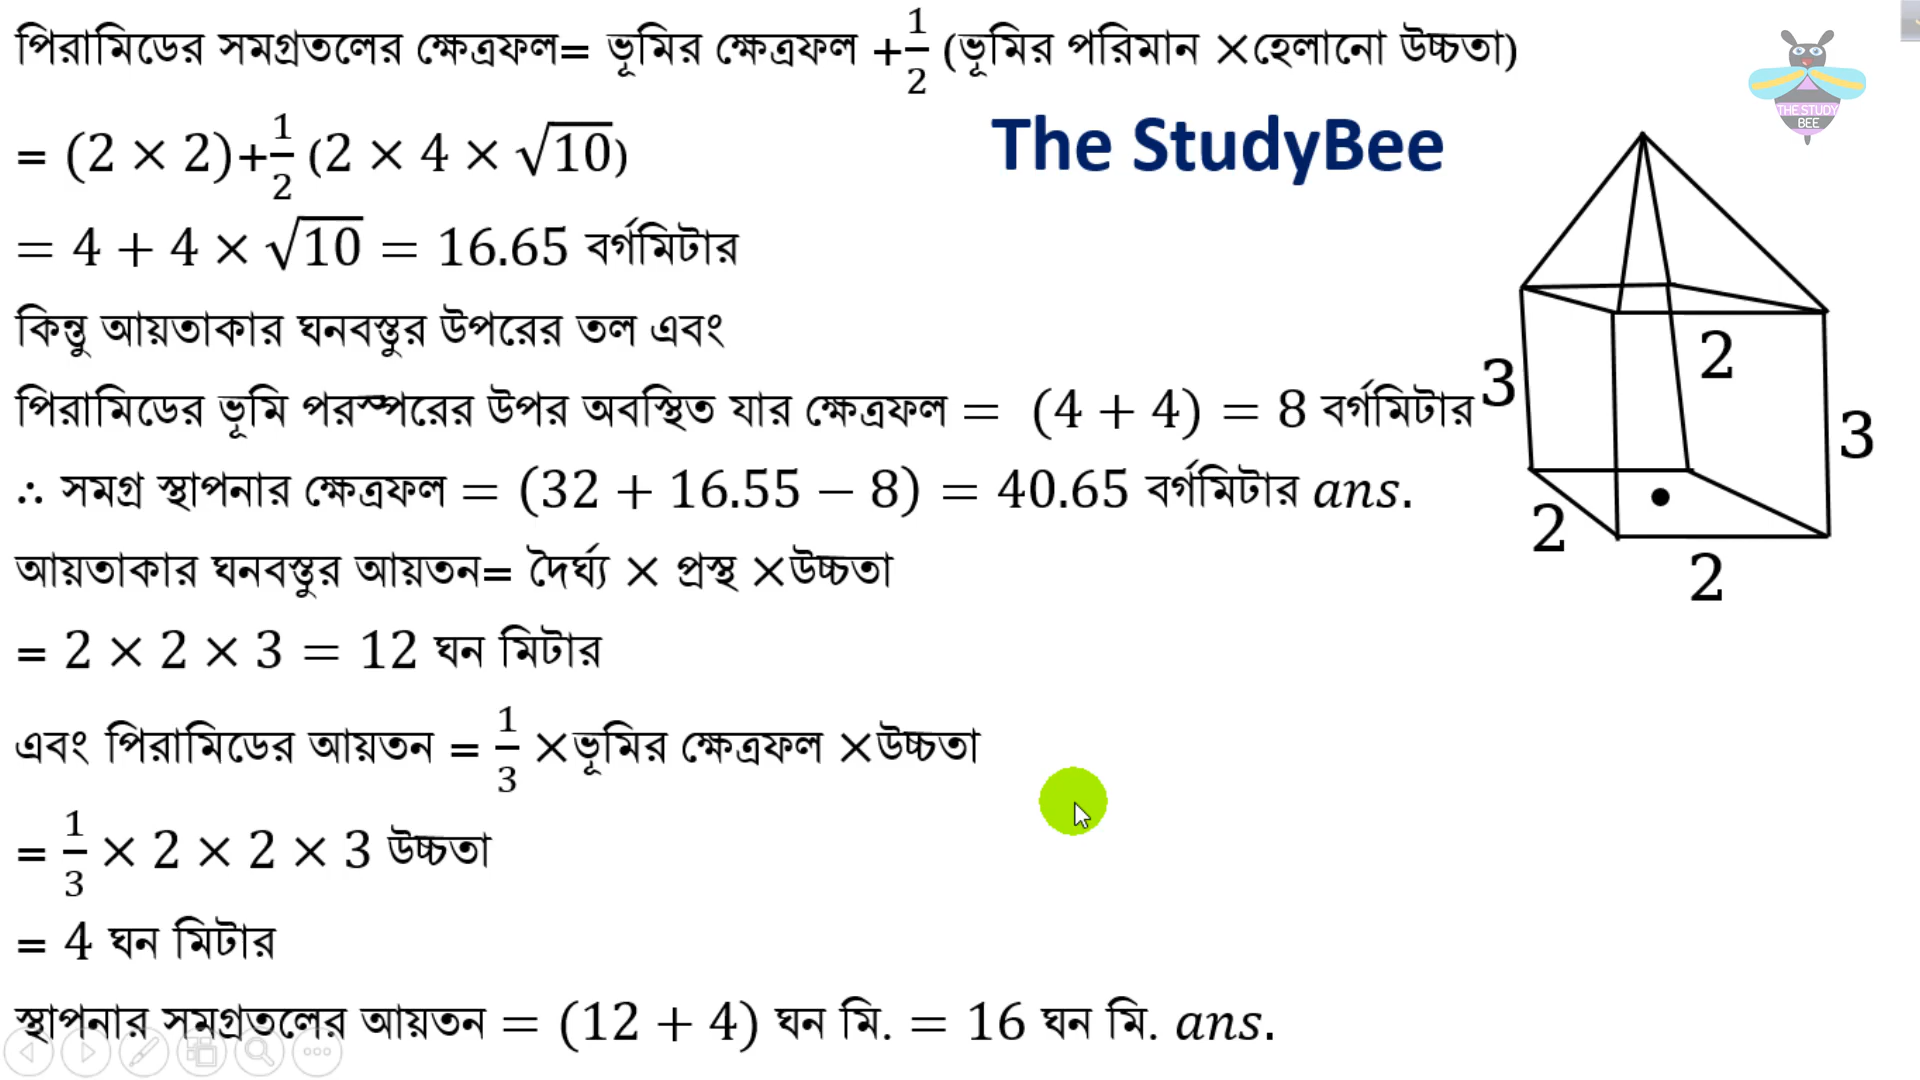 পিরামিডের সমগ্রতলের ক্ষেত্রফল= ভূমির ক্ষেত্রফল +1/2 (ভূমির পরিমান ×হেলানো উচ্চতা)
= (2 × 2)+1/2 (2 × 4 × √10)
The StudyBee
THE STUDY
BEE
= 4 + 4 × √10 = 16.65 বর্গমিটার
কিন্তু আয়তাকার ঘনবস্তুর উপরের তল এবং
পিরামিডের ভূমি পরস্পরের উপর অবস্থিত যার ক্ষেত্রফল = (4 + 4) = 8 বর্গমিটার
∴ সমগ্র স্থাপনার ক্ষেত্রফল = (32 + 16.55 − 8) = 40.65 বর্গমিটার ans.
আয়তাকার ঘনবস্তুর আয়তন= দৈর্ঘ্য × প্রস্থ ×উচ্চতা
= 2 × 2 × 3 = 12 ঘন মিটার
এবং পিরামিডের আয়তন = 1/3 ×ভূমির ক্ষেত্রফল ×উচ্চতা
= 1/3 × 2 × 2 × 3 উচ্চতা
= 4 ঘন মিটার
স্থাপনার সমগ্রতলের আয়তন = (12 + 4) ঘন মি. = 16 ঘন মি. ans.
2
3
3
2
2